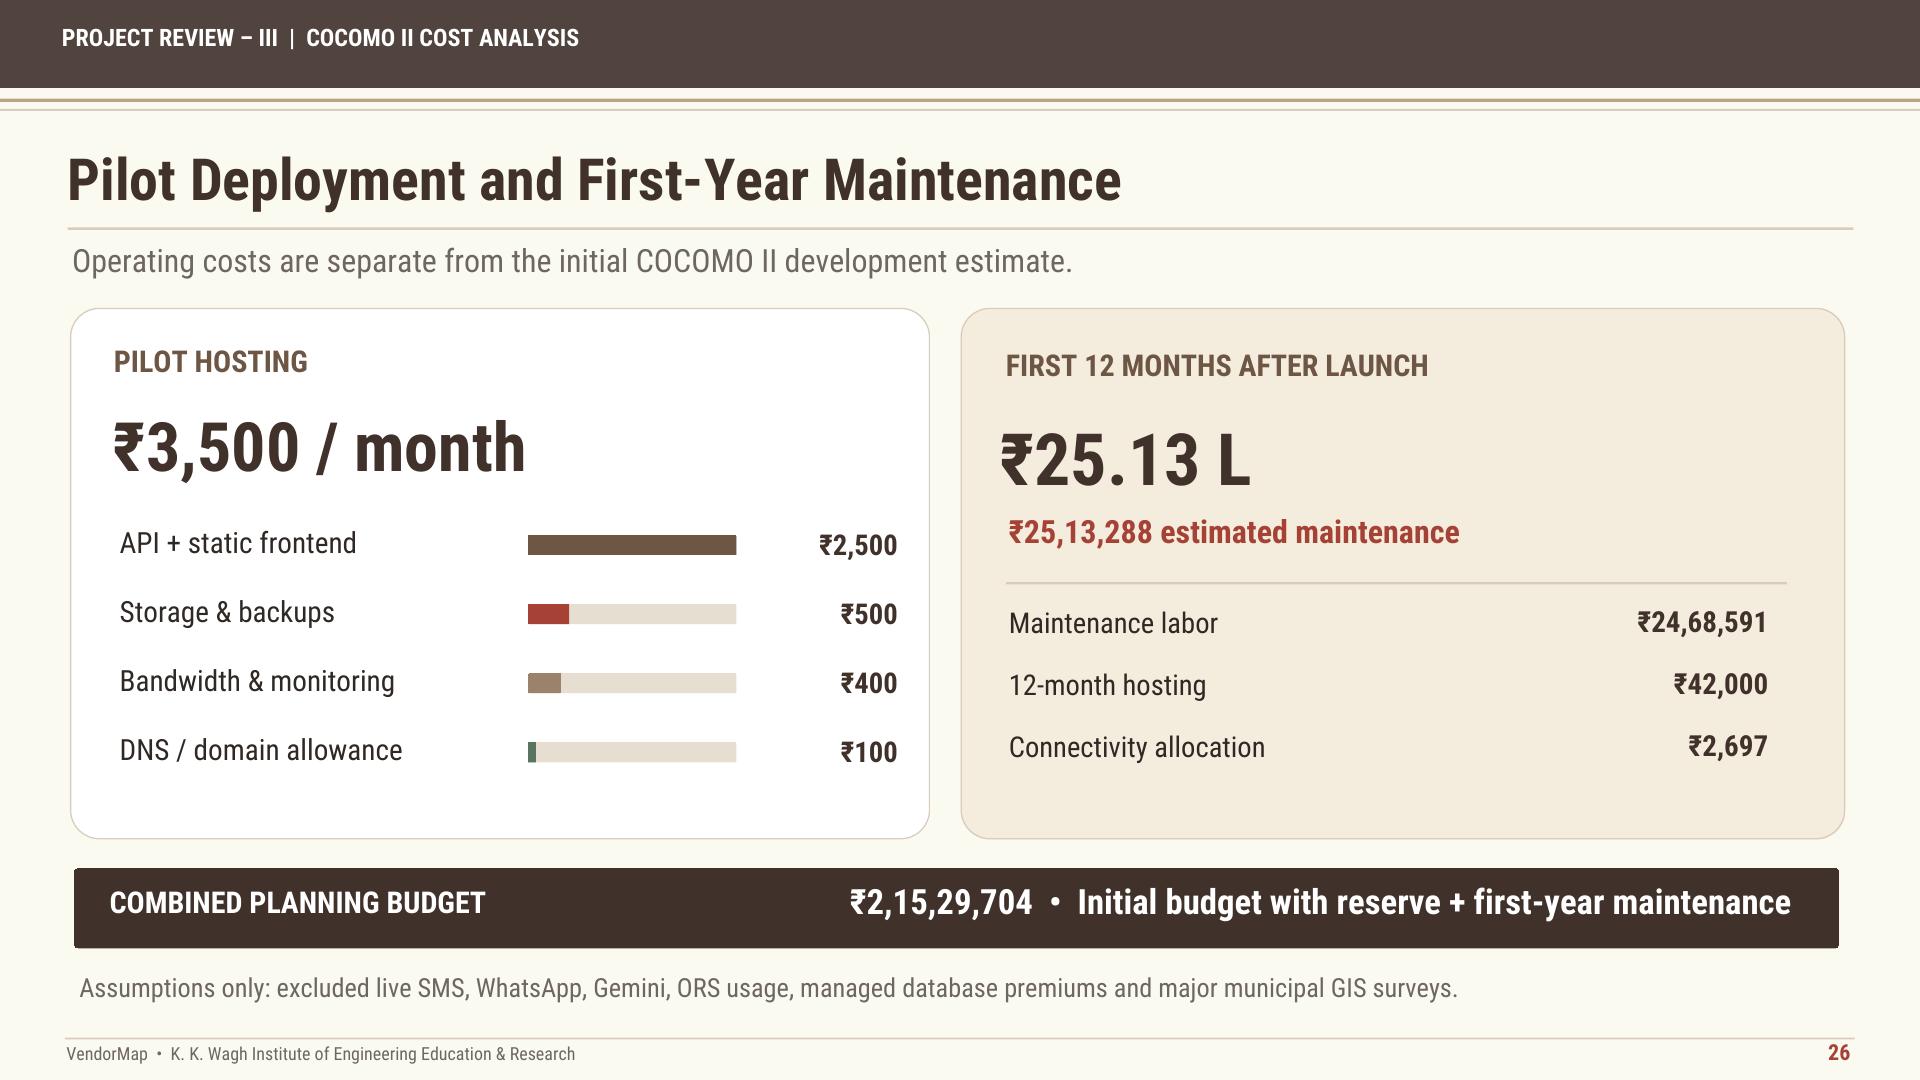 PROJECT REVIEW – III | COCOMO II COST ANALYSIS
Pilot Deployment and First-Year Maintenance
Operating costs are separate from the initial COCOMO II development estimate.
PILOT HOSTING
₹3,500 / month
API + static frontend ₹2,500
Storage & backups ₹500
Bandwidth & monitoring ₹400
DNS / domain allowance ₹100
FIRST 12 MONTHS AFTER LAUNCH
₹25.13 L
₹25,13,288 estimated maintenance
Maintenance labor ₹24,68,591
12-month hosting ₹42,000
Connectivity allocation ₹2,697
COMBINED PLANNING BUDGET ₹2,15,29,704 • Initial budget with reserve + first-year maintenance
Assumptions only: excluded live SMS, WhatsApp, Gemini, ORS usage, managed database premiums and major municipal GIS surveys.
VendorMap • K. K. Wagh Institute of Engineering Education & Research 26